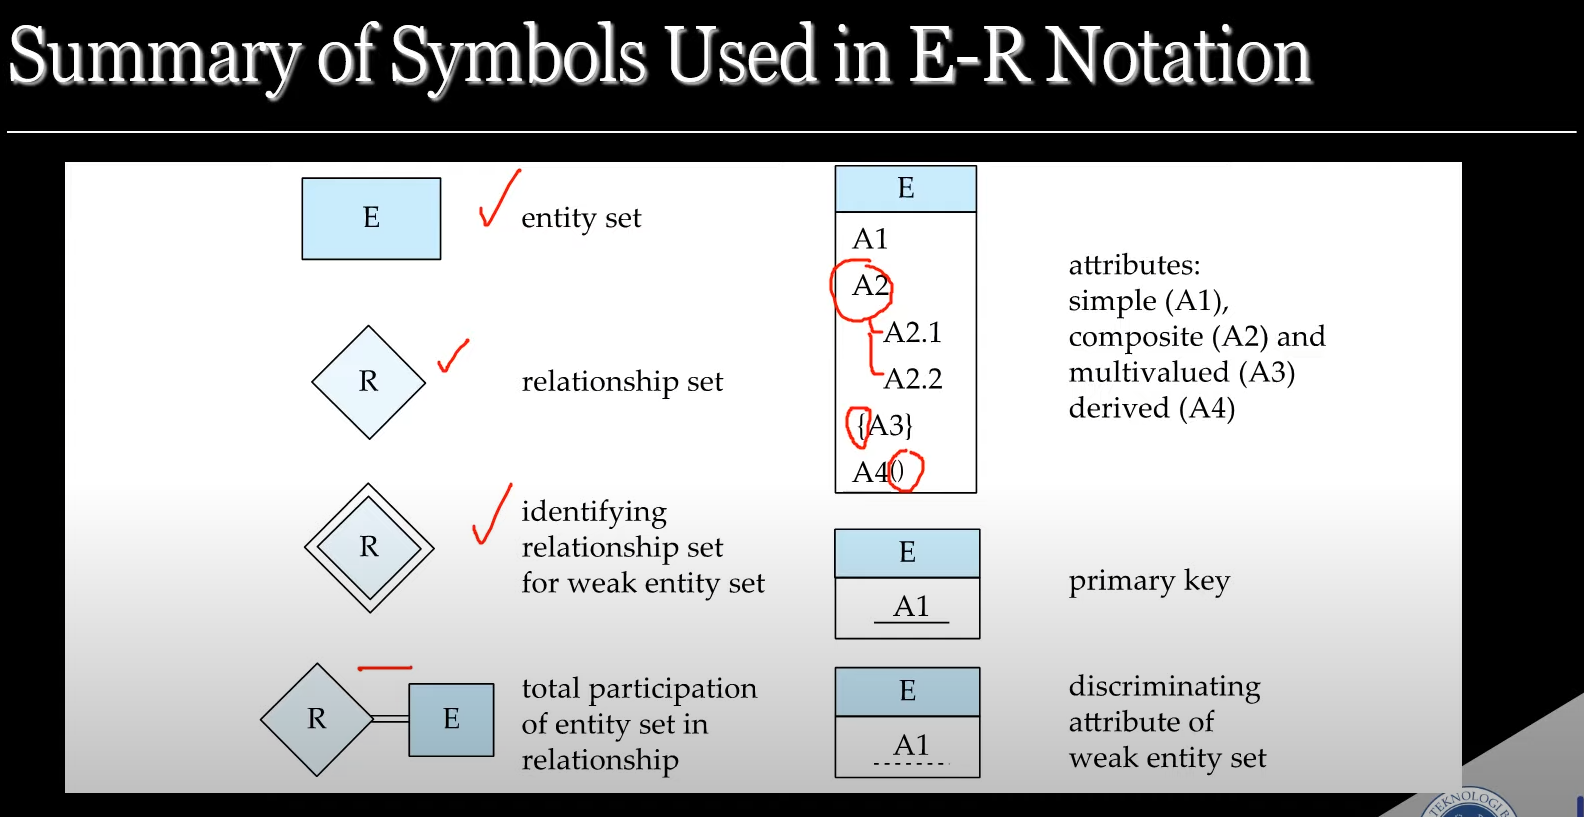 Summary of Symbols Used in E-R Notation
E
entity set
R
relationship set
R
identifying
relationship set
for weak entity set
R
E
total participation
of entity set in
relationship
E
A1
A2
A2.1
A2.2
{A3}
A4()
attributes:
simple (A1),
composite (A2) and
multivalued (A3)
derived (A4)
E
A1
primary key
E
A1
discriminating
attribute of
weak entity set